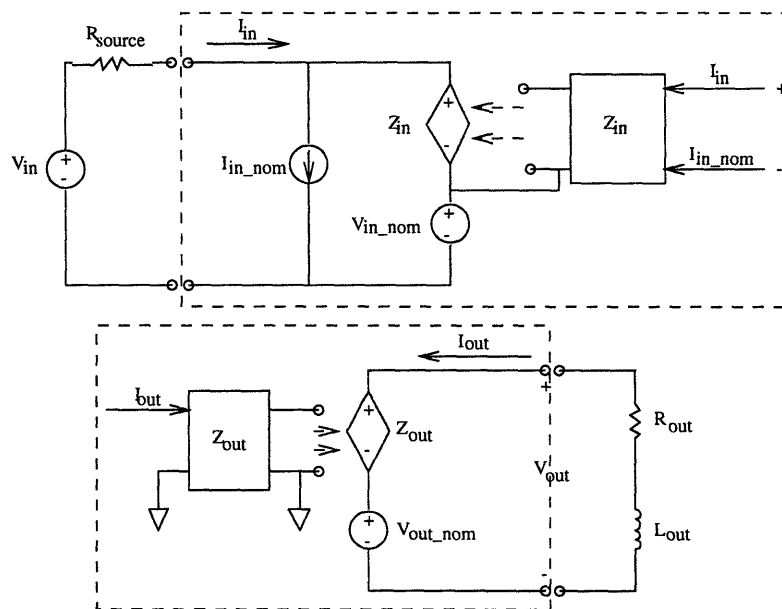 R_source
I_in
V_in
+
-
I_in_nom
Z_in
+
-
V_in_nom
+
-
Z_in
I_in
+
I_in_nom
-
I_out
I_out
Z_out
+
-
Z_out
+
-
V_out_nom
+
V_out
-
R_out
L_out